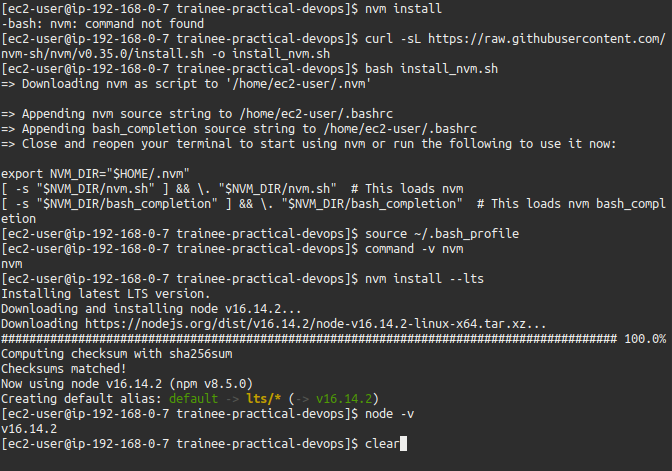 [ec2-user@ip-192-168-0-7 trainee-practical-devops]$ nvm install
-bash: nvm: command not found
[ec2-user@ip-192-168-0-7 trainee-practical-devops]$ curl -sL https://raw.githubusercontent.com/
nvm-sh/nvm/v0.35.0/install.sh -o install_nvm.sh
[ec2-user@ip-192-168-0-7 trainee-practical-devops]$ bash install_nvm.sh
=> Downloading nvm as script to '/home/ec2-user/.nvm'

=> Appending nvm source string to /home/ec2-user/.bashrc
=> Appending bash_completion source string to /home/ec2-user/.bashrc
=> Close and reopen your terminal to start using nvm or run the following to use it now:

export NVM_DIR="$HOME/.nvm"
[ -s "$NVM_DIR/nvm.sh" ] && \. "$NVM_DIR/nvm.sh"  # This loads nvm
[ -s "$NVM_DIR/bash_completion" ] && \. "$NVM_DIR/bash_completion"  # This loads nvm bash_compl
etion
[ec2-user@ip-192-168-0-7 trainee-practical-devops]$ source ~/.bash_profile
[ec2-user@ip-192-168-0-7 trainee-practical-devops]$ command -v nvm
nvm
[ec2-user@ip-192-168-0-7 trainee-practical-devops]$ nvm install --lts
Installing latest LTS version.
Downloading and installing node v16.14.2...
Downloading https://nodejs.org/dist/v16.14.2/node-v16.14.2-linux-x64.tar.xz...
######################################################################################## 100.0%
Computing checksum with sha256sum
Checksums matched!
Now using node v16.14.2 (npm v8.5.0)
Creating default alias: default -> lts/* (-> v16.14.2)
[ec2-user@ip-192-168-0-7 trainee-practical-devops]$ node -v
v16.14.2
[ec2-user@ip-192-168-0-7 trainee-practical-devops]$ clear